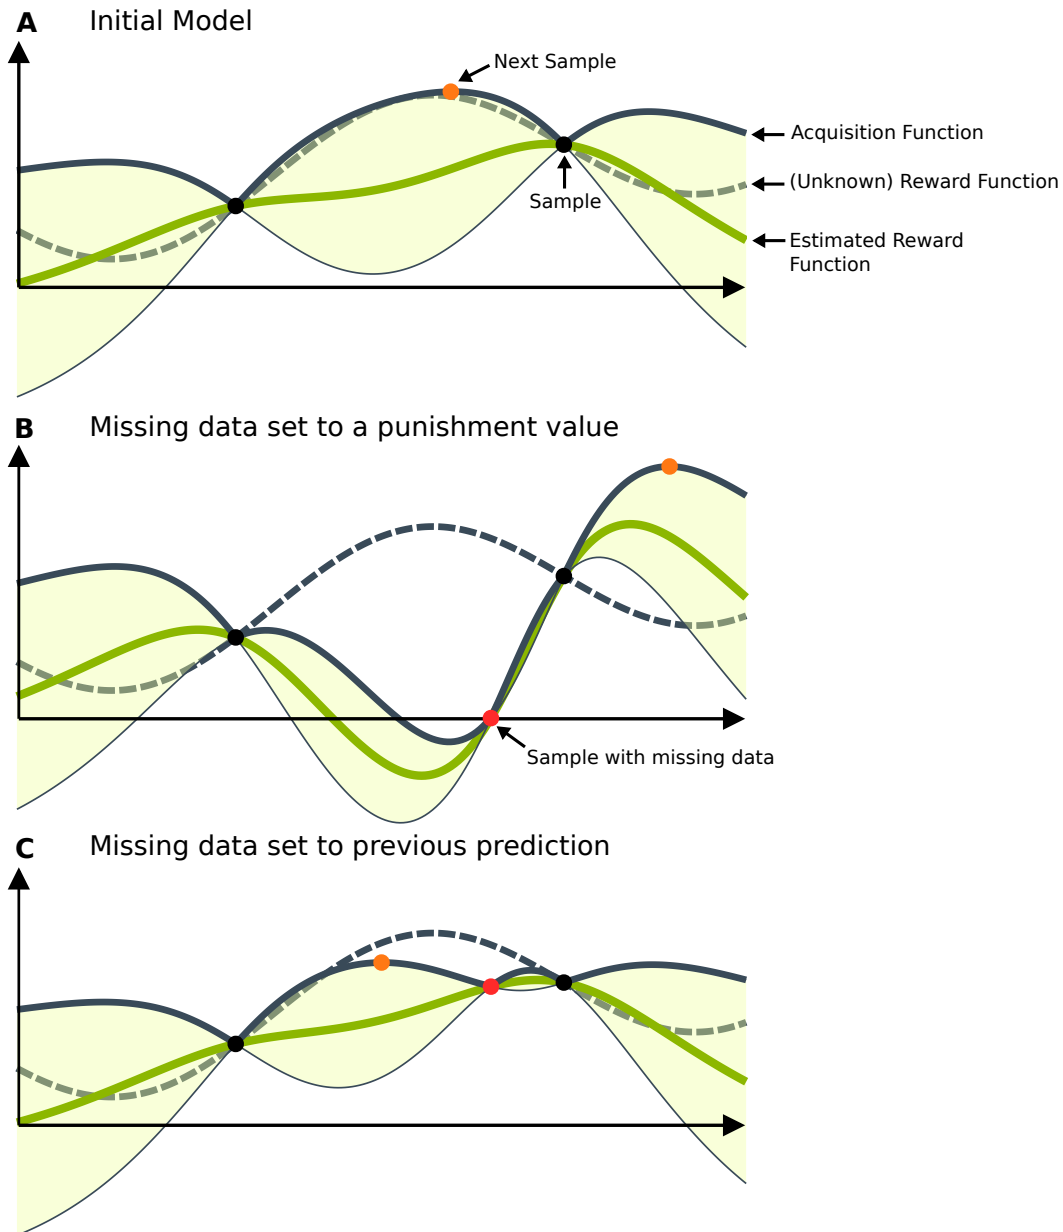 A Initial Model
Next Sample
Acquisition Function
(Unknown) Reward Function
Sample
Estimated Reward
Function
B Missing data set to a punishment value
Sample with missing data
C Missing data set to previous prediction